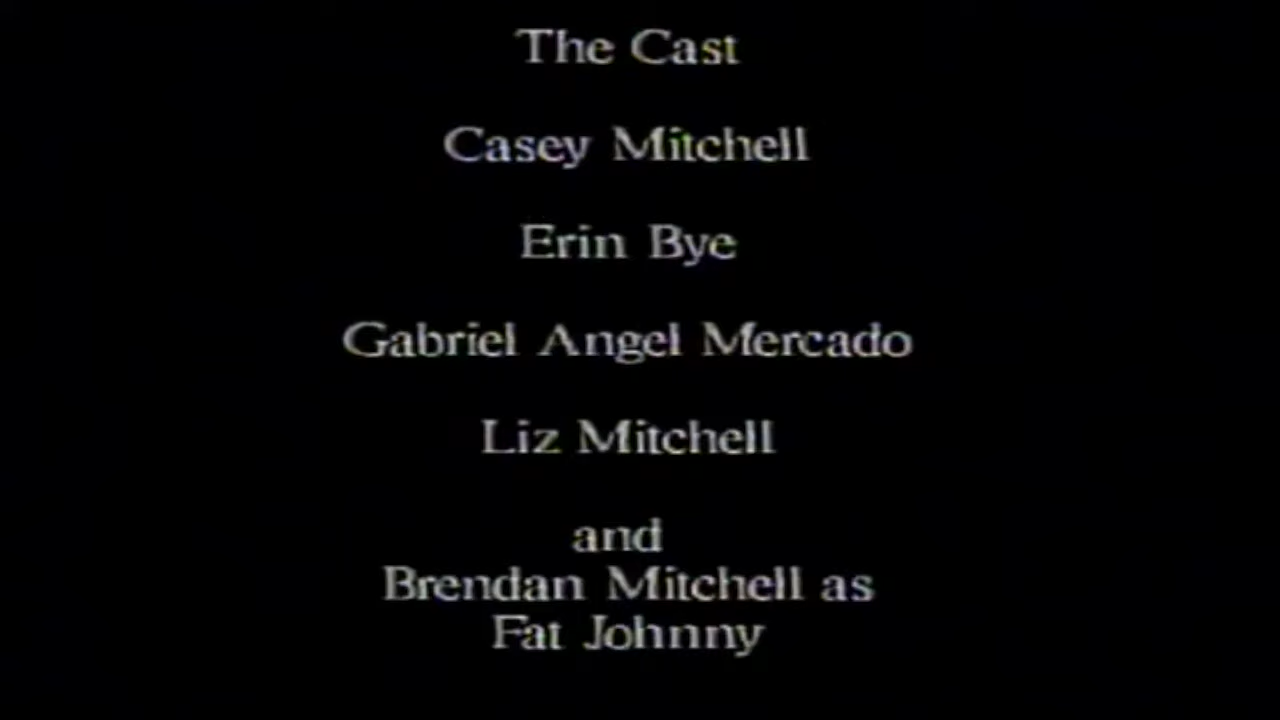 The Cast
Casey Mitchell
Erin Bye
Gabriel Angel Mercado
Liz Mitchell
and
Brendan Mitchell as
Fat Johnny